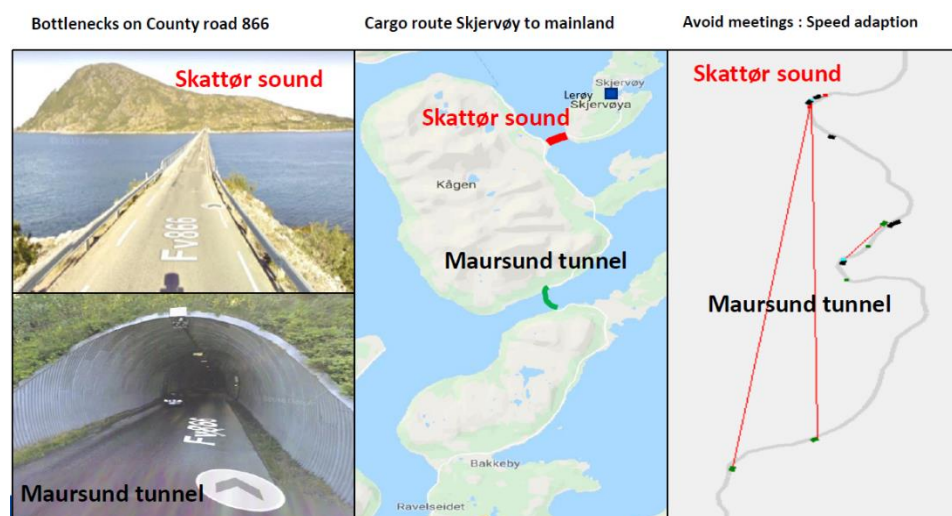 Bottlenecks on County road 866
Cargo route Skjervøy to mainland
Avoid meetings : Speed adaption
Skattør sound
Fv866
Maursund tunnel
Fv866
Skjervøy
Lerøy
Skjervøya
Skattør sound
Kågen
Maursund tunnel
Bakkeby
Ravelseidet
Skattør sound
Maursund tunnel